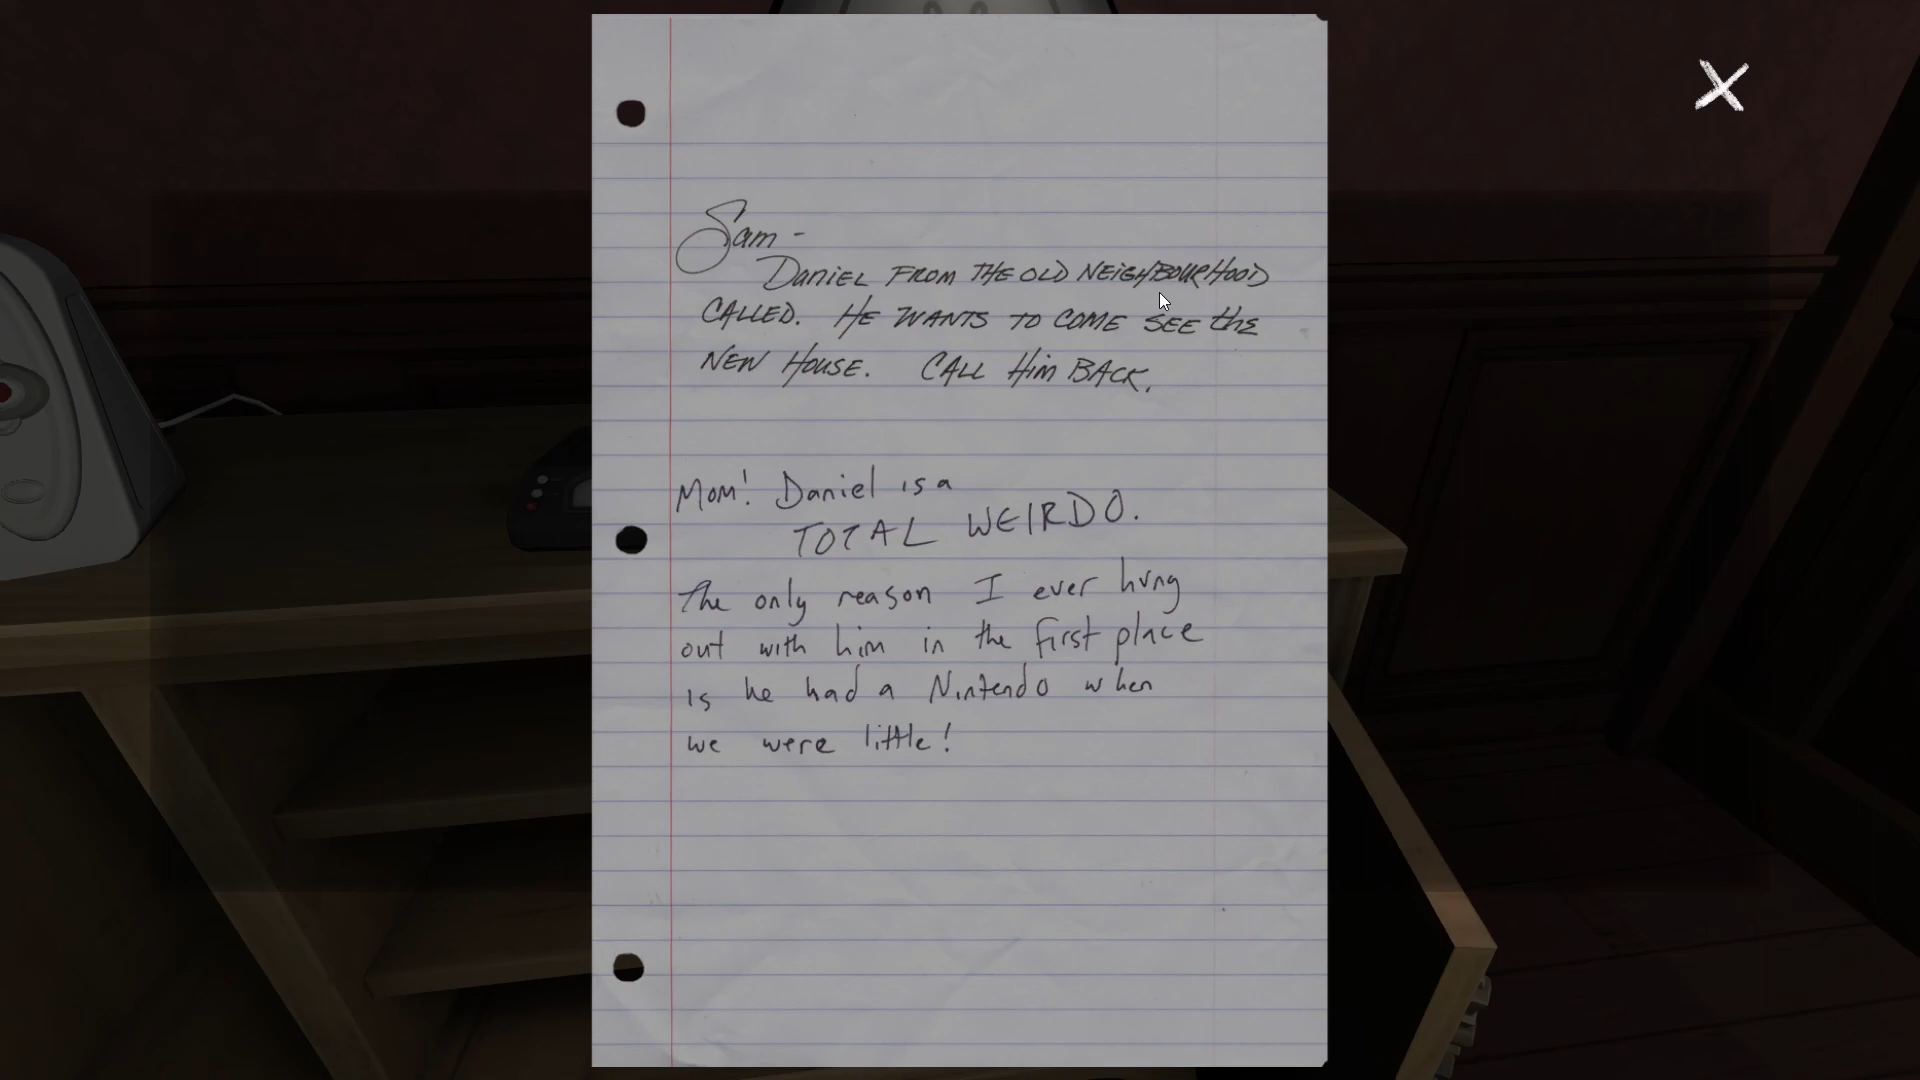 Sam -
DANIEL FROM THE OLD NEIGHBOURHOOD
CALLED. HE WANTS TO COME SEE the
NEW HOUSE. CALL HIM BACK.
Mom! Daniel is a
TOTAL WEIRDO.
The only reason I ever hung
out with him in the first place
is he had a Nintendo when
we were little!